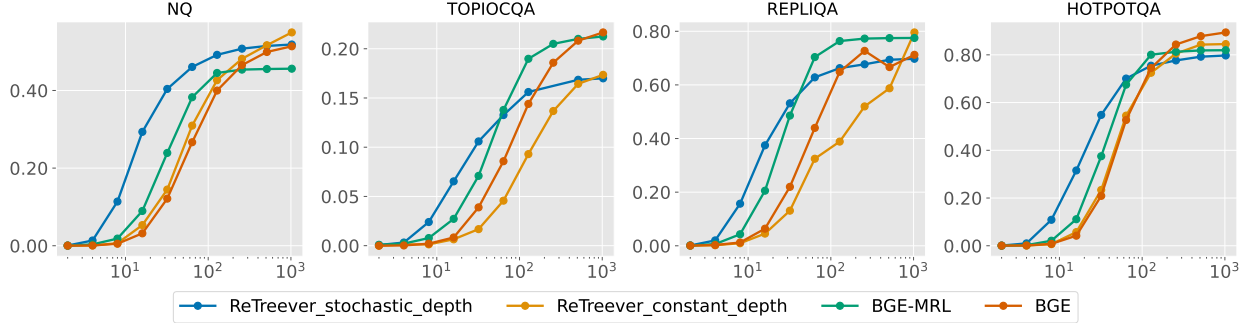 NQ TOPIOCQA REPLIQA HOTPOTQA
0.40 0.20 0.00
10¹ 10² 10³
0.20 0.15 0.10 0.05 0.00
10¹ 10² 10³
0.80 0.60 0.40 0.20 0.00
10¹ 10² 10³
0.80 0.60 0.40 0.20 0.00
10¹ 10² 10³
ReTreever_stochastic_depth ReTreever_constant_depth BGE-MRL BGE